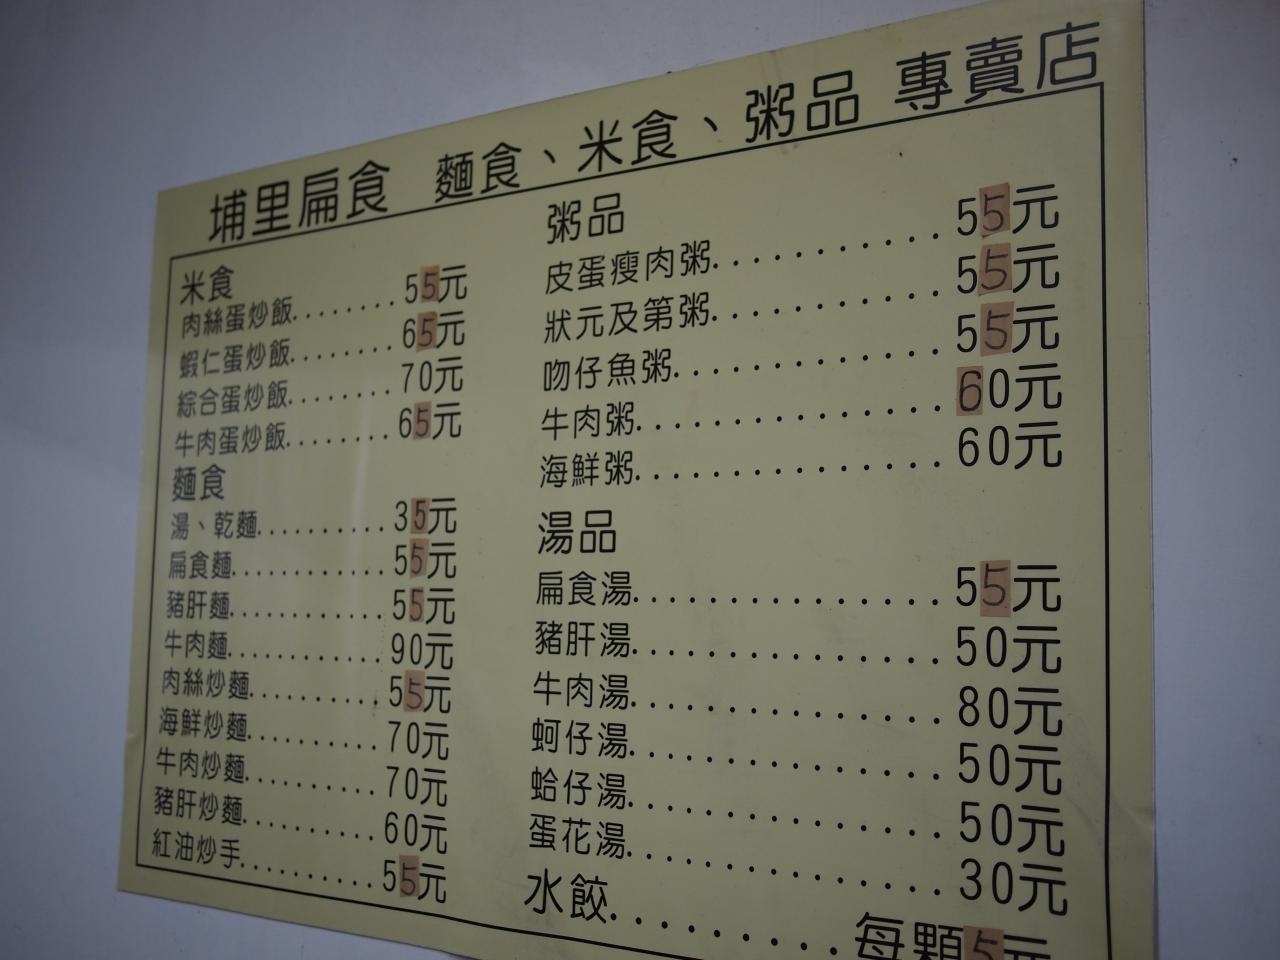 埔里扁食 麵食、米食、粥品 專賣店
米食
肉絲蛋炒飯........55元
蝦仁蛋炒飯........65元
綜合蛋炒飯........70元
牛肉蛋炒飯........65元
麵食
湯、乾麵..........35元
扁食麵............55元
豬肝麵............55元
牛肉麵............90元
肉絲炒麵..........55元
海鮮炒麵..........70元
牛肉炒麵..........70元
豬肝炒麵..........60元
紅油炒手..........55元
粥品
皮蛋瘦肉粥...........55元
狀元及第粥...........55元
吻仔魚粥.............55元
牛肉粥...............60元
海鮮粥...............60元
湯品
扁食湯...............55元
豬肝湯...............50元
牛肉湯...............80元
蚵仔湯...............50元
蛤仔湯...............50元
蛋花湯...............30元
水餃..........每顆5元